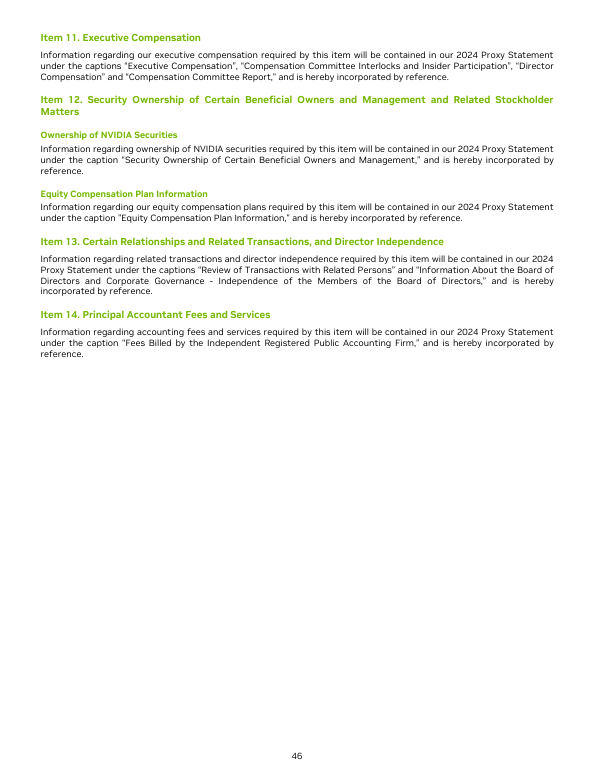 Item 11. Executive Compensation
Information regarding our executive compensation required by this item will be contained in our 2024 Proxy Statement
under the captions “Executive Compensation”, “Compensation Committee Interlocks and Insider Participation”, “Director
Compensation” and “Compensation Committee Report,” and is hereby incorporated by reference.
Item 12. Security Ownership of Certain Beneficial Owners and Management and Related Stockholder
Matters
Ownership of NVIDIA Securities
Information regarding ownership of NVIDIA securities required by this item will be contained in our 2024 Proxy Statement
under the caption “Security Ownership of Certain Beneficial Owners and Management,” and is hereby incorporated by
reference.
Equity Compensation Plan Information
Information regarding our equity compensation plans required by this item will be contained in our 2024 Proxy Statement
under the caption “Equity Compensation Plan Information,” and is hereby incorporated by reference.
Item 13. Certain Relationships and Related Transactions, and Director Independence
Information regarding related transactions and director independence required by this item will be contained in our 2024
Proxy Statement under the captions “Review of Transactions with Related Persons” and “Information About the Board of
Directors and Corporate Governance - Independence of the Members of the Board of Directors,” and is hereby
incorporated by reference.
Item 14. Principal Accountant Fees and Services
Information regarding accounting fees and services required by this item will be contained in our 2024 Proxy Statement
under the caption “Fees Billed by the Independent Registered Public Accounting Firm,” and is hereby incorporated by
reference.
46